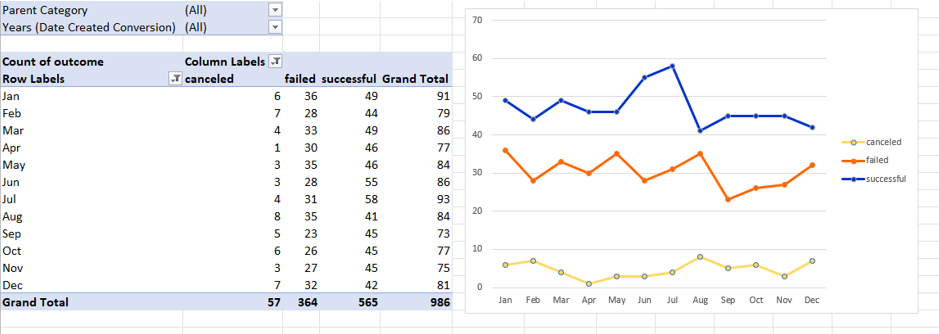 Parent Category (All)
Years (Date Created Conversion) (All)
Count of outcome Column Labels
Row Labels canceled failed successful Grand Total
Jan 6 36 49 91
Feb 7 28 44 79
Mar 4 33 49 86
Apr 1 30 46 77
May 3 35 46 84
Jun 3 28 55 86
Jul 4 31 58 93
Aug 8 35 41 84
Sep 5 23 45 73
Oct 6 26 45 77
Nov 3 27 45 75
Dec 7 32 42 81
Grand Total 57 364 565 986
70
60
50
40
30
20
10
0
Jan Feb Mar Apr May Jun Jul Aug Sep Oct Nov Dec
canceled
failed
successful